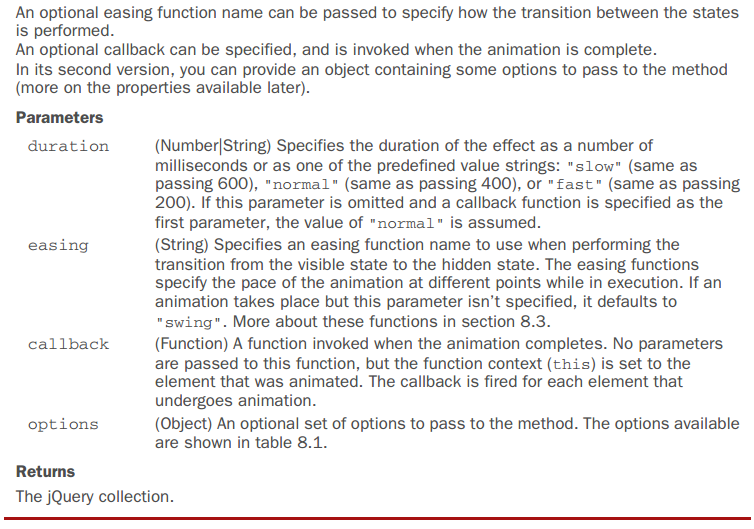 An optional easing function name can be passed to specify how the transition between the states
is performed.
An optional callback can be specified, and is invoked when the animation is complete.
In its second version, you can provide an object containing some options to pass to the method
(more on the properties available later).
Parameters
duration (Number|String) Specifies the duration of the effect as a number of
milliseconds or as one of the predefined value strings: "slow" (same as
passing 600), "normal" (same as passing 400), or "fast" (same as passing
200). If this parameter is omitted and a callback function is specified as the
first parameter, the value of "normal" is assumed.
easing (String) Specifies an easing function name to use when performing the
transition from the visible state to the hidden state. The easing functions
specify the pace of the animation at different points while in execution. If an
animation takes place but this parameter isn't specified, it defaults to
"swing". More about these functions in section 8.3.
callback (Function) A function invoked when the animation completes. No parameters
are passed to this function, but the function context (this) is set to the
element that was animated. The callback is fired for each element that
undergoes animation.
options (Object) An optional set of options to pass to the method. The options available
are shown in table 8.1.
Returns
The jQuery collection.